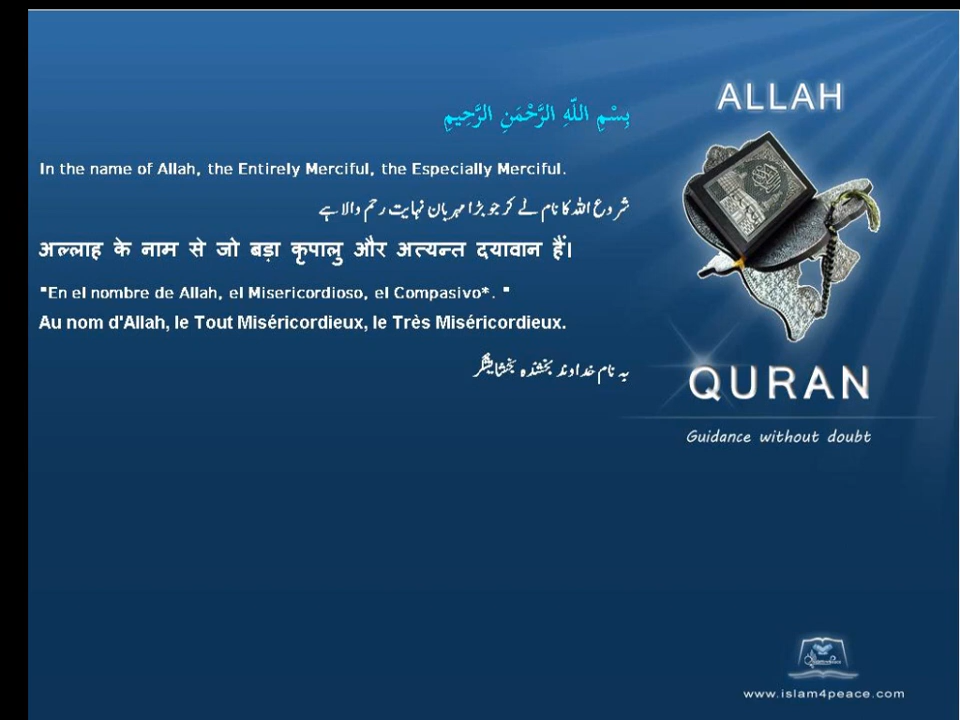 بِسْمِ اللّهِ الرَّحْمَنِ الرَّحِيمِ
In the name of Allah, the Entirely Merciful, the Especially Merciful.
شروع اللہ کا نام لے کر جو بڑا مہربان نہایت رحم والا ہے
अल्लाह के नाम से जो बड़ा कृपालु और अत्यन्त दयावान हैं।
"En el nombre de Allah, el Misericordioso, el Compasivo*. "
Au nom d'Allah, le Tout Miséricordieux, le Très Miséricordieux.
به نام خداوند بخشنده بخشایشگر
ALLAH
QURAN
Guidance without doubt
www.islam4peace.com